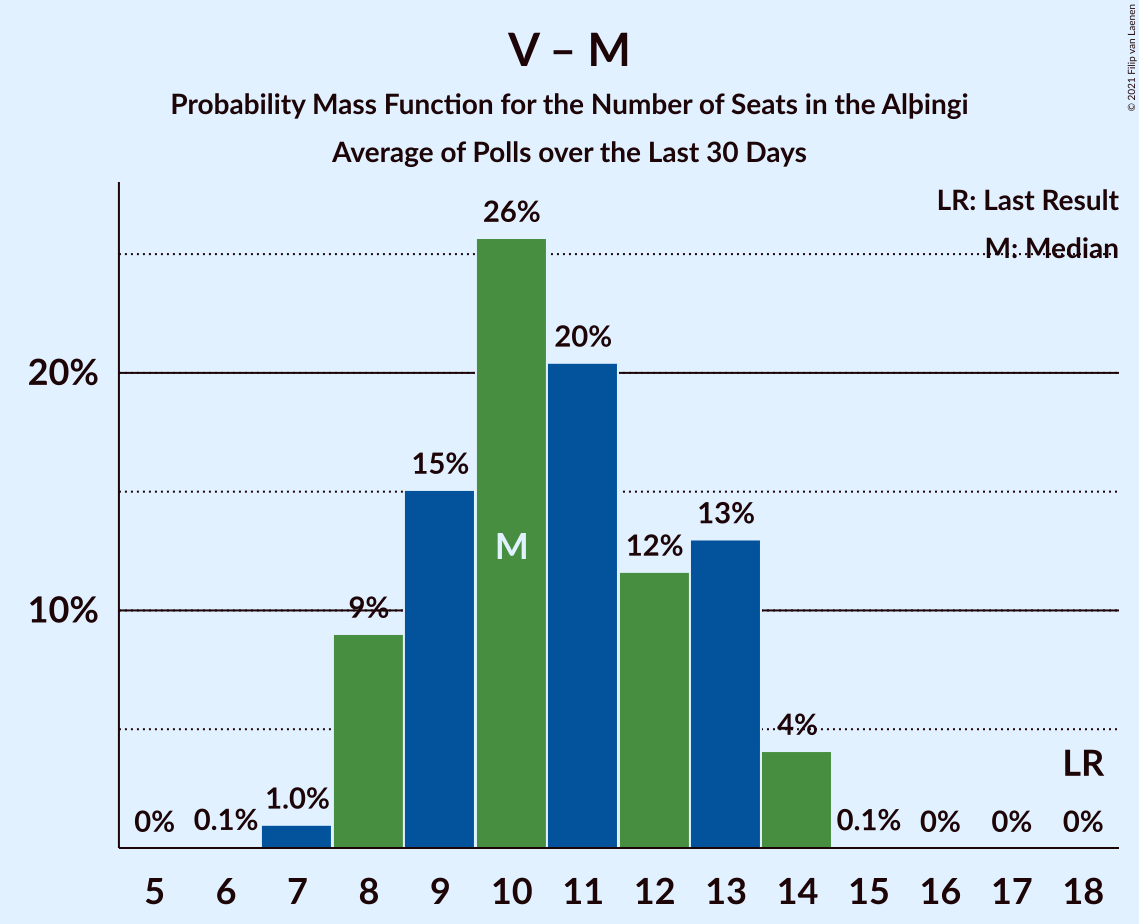 V – M
Probability Mass Function for the Number of Seats in the Alþingi
Average of Polls over the Last 30 Days
© 2021 Filip van Laenen
LR: Last Result
M: Median
20%
10%
0%
0.1%
1.0%
9%
15%
26%
M
20%
12%
13%
4%
0.1%
0%
0%
LR
0%
5 6 7 8 9 10 11 12 13 14 15 16 17 18